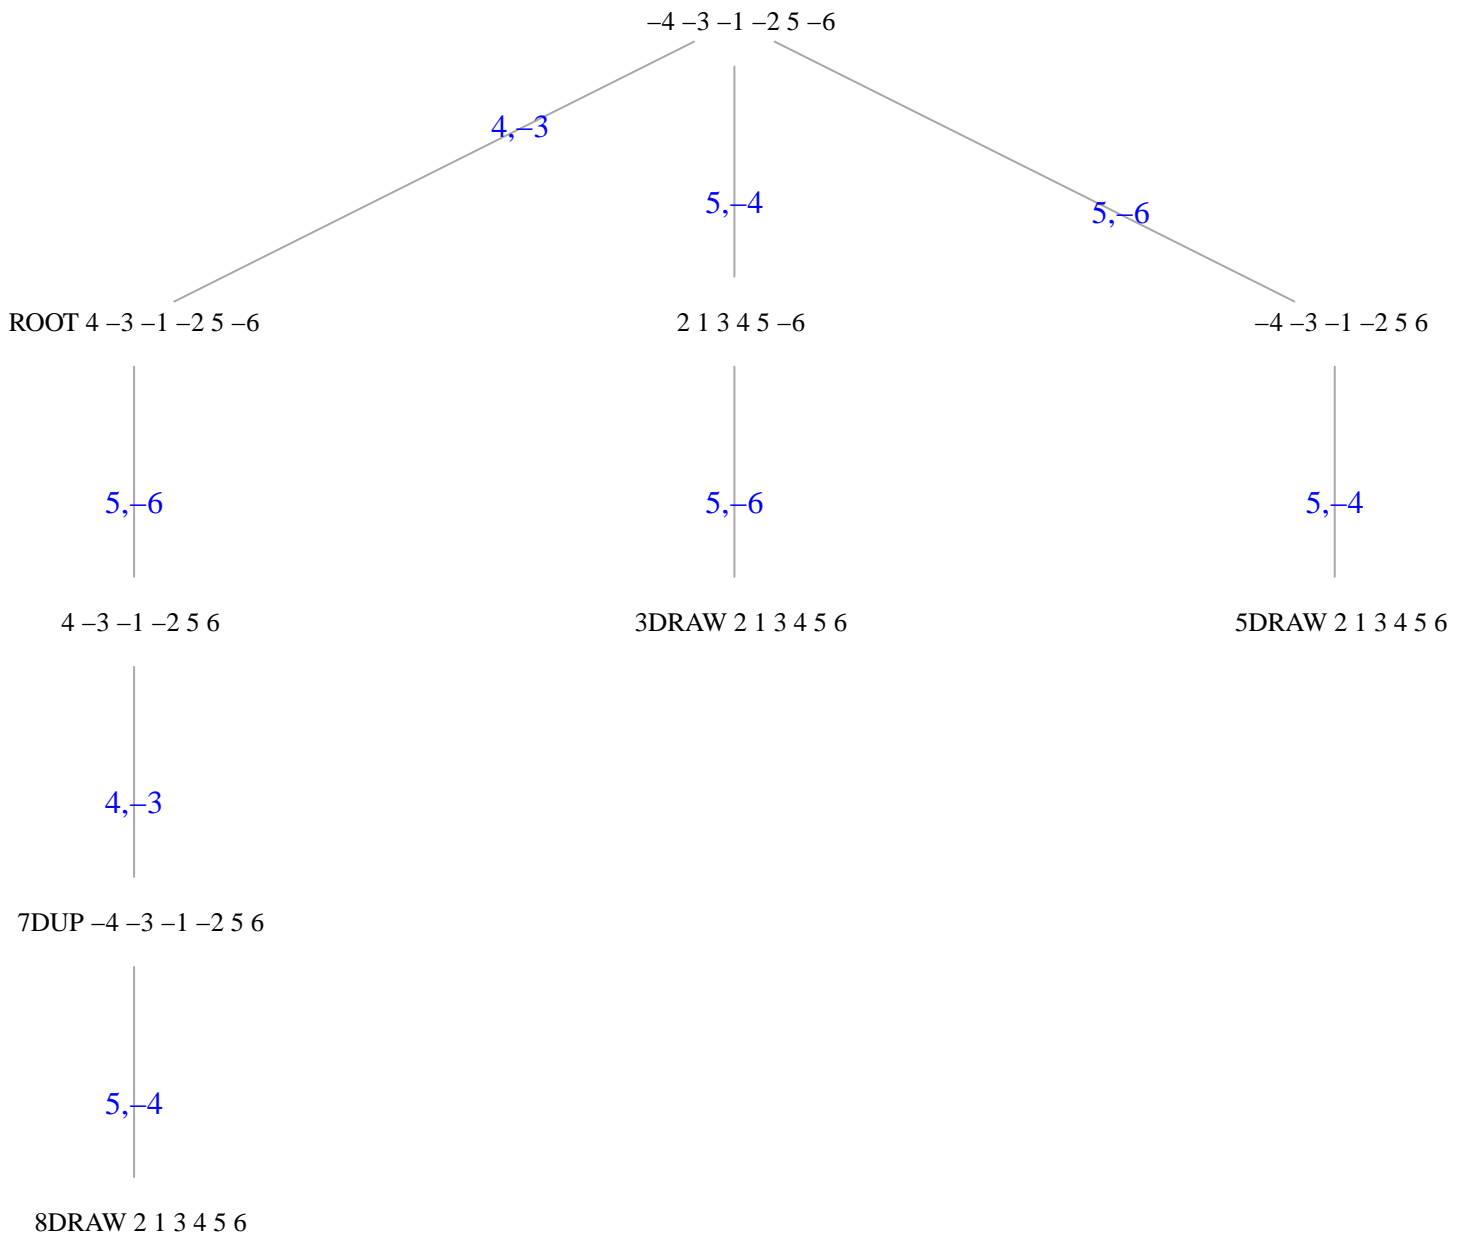 –4 –3 –1 –2 5 –6
4,–3
5,–4
5,–6
ROOT 4 –3 –1 –2 5 –6
2 1 3 4 5 –6
–4 –3 –1 –2 5 6
5,–6
5,–6
5,–4
4 –3 –1 –2 5 6
3DRAW 2 1 3 4 5 6
5DRAW 2 1 3 4 5 6
4,–3
7DUP –4 –3 –1 –2 5 6
5,–4
8DRAW 2 1 3 4 5 6